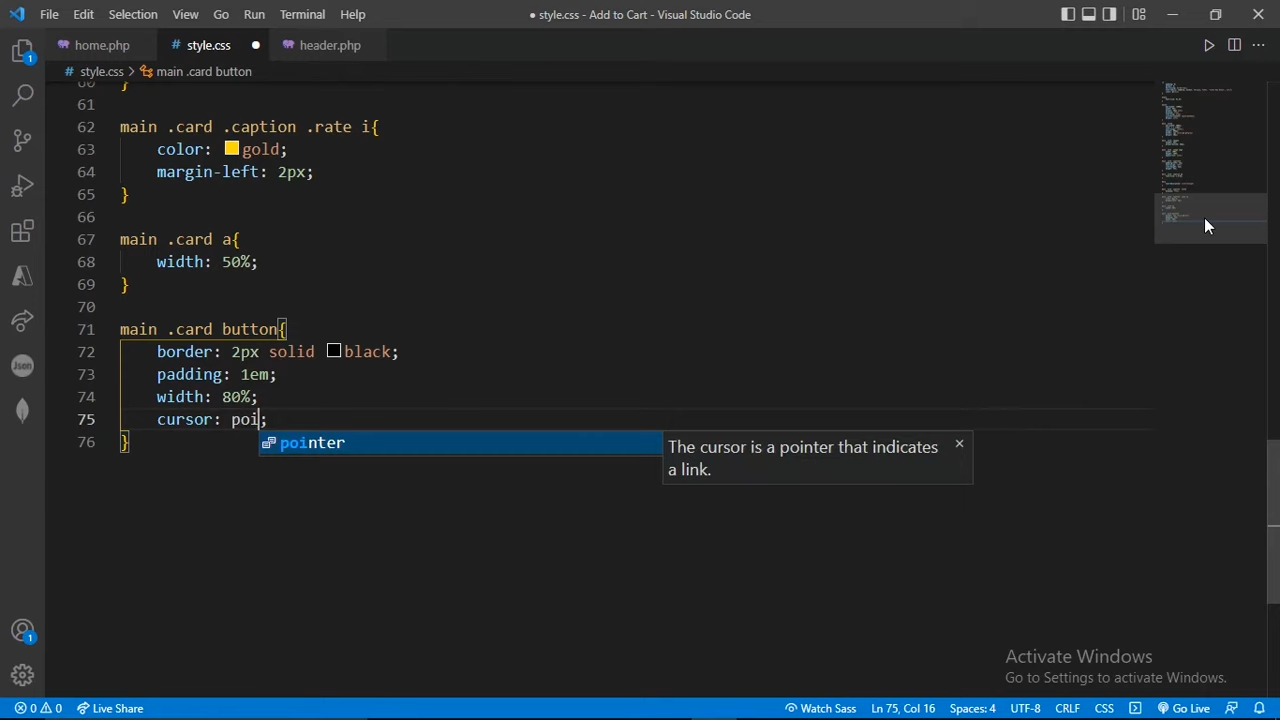 File Edit Selection View Go Run Terminal Help
● style.css - Add to Cart - Visual Studio Code
home.php # style.css ● header.php
# style.css > main .card button
60 }
61
62 main .card .caption .rate i{
63 color: gold;
64 margin-left: 2px;
65 }
66
67 main .card a{
68 width: 50%;
69 }
70
71 main .card button{
72 border: 2px solid black;
73 padding: 1em;
74 width: 80%;
75 cursor: poi;
76 }
pointer
The cursor is a pointer that indicates
a link.
1
Json
1
Activate Windows
Go to Settings to activate Windows.
0 0 Live Share Watch Sass Ln 75, Col 16 Spaces: 4 UTF-8 CRLF CSS Go Live